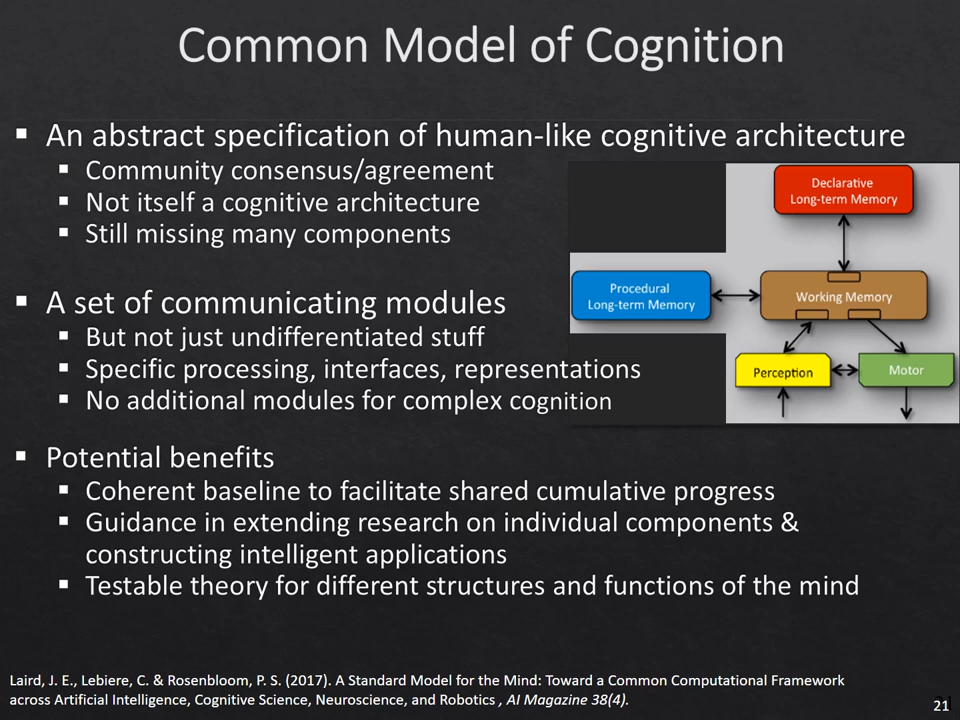 Common Model of Cognition
▪ An abstract specification of human-like cognitive architecture
▪ Community consensus/agreement
▪ Not itself a cognitive architecture
▪ Still missing many components
▪ A set of communicating modules
▪ But not just undifferentiated stuff
▪ Specific processing, interfaces, representations
▪ No additional modules for complex cognition
Declarative
Long-term Memory
Procedural
Long-term Memory
Working Memory
Perception
Motor
▪ Potential benefits
▪ Coherent baseline to facilitate shared cumulative progress
▪ Guidance in extending research on individual components &
constructing intelligent applications
▪ Testable theory for different structures and functions of the mind
Laird, J. E., Lebiere, C. & Rosenbloom, P. S. (2017). A Standard Model for the Mind: Toward a Common Computational Framework
across Artificial Intelligence, Cognitive Science, Neuroscience, and Robotics , AI Magazine 38(4).
21